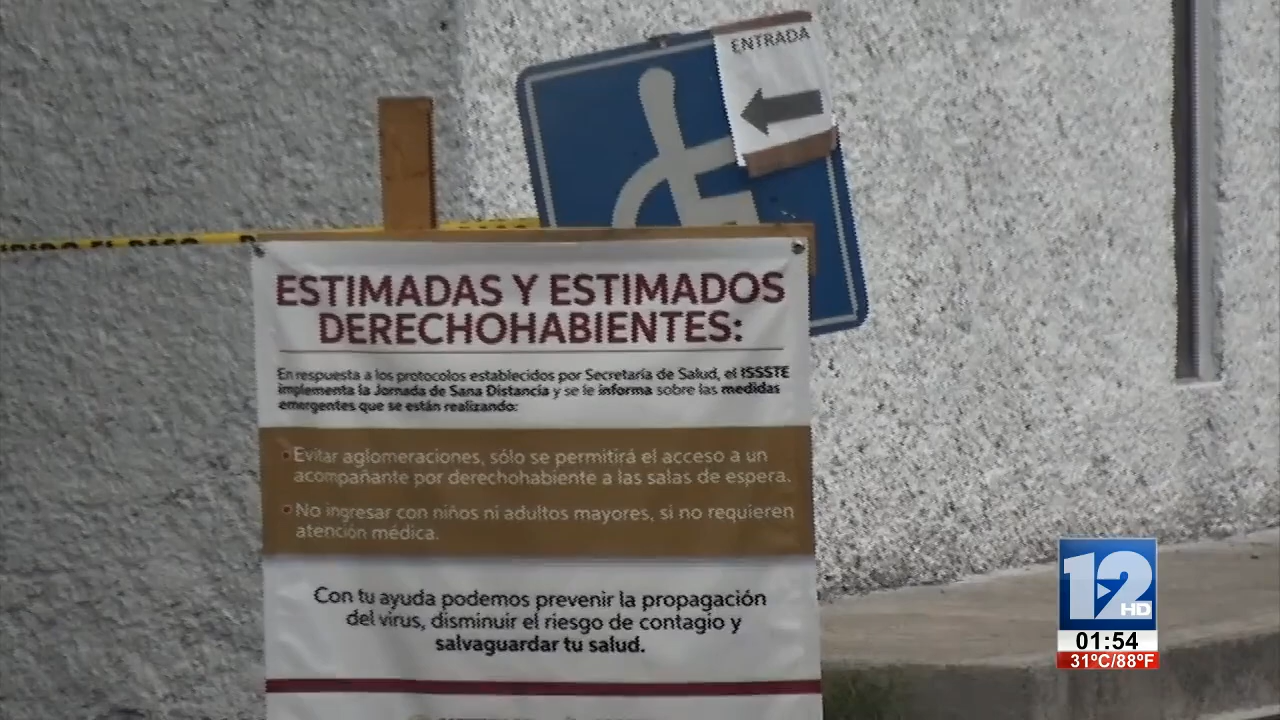 ENTRADA
EL PASO
ESTIMADAS Y ESTIMADOS
DERECHOHABIENTES:
En respuesta a los protocolos establecidos por Secretaría de Salud, el ISSSTE
implementa la Jornada de Sana Distancia y se le informa sobre las medidas
emergentes que se están realizando:
• Evitar aglomeraciones, sólo se permitirá el acceso a un
acompañante por derechohabiente a las salas de espera.
• No ingresar con niños ni adultos mayores, si no requieren
atención médica.
Con tu ayuda podemos prevenir la propagación
del virus, disminuir el riesgo de contagio y
salvaguardar tu salud.
12
HD
01:54
31°C/88°F